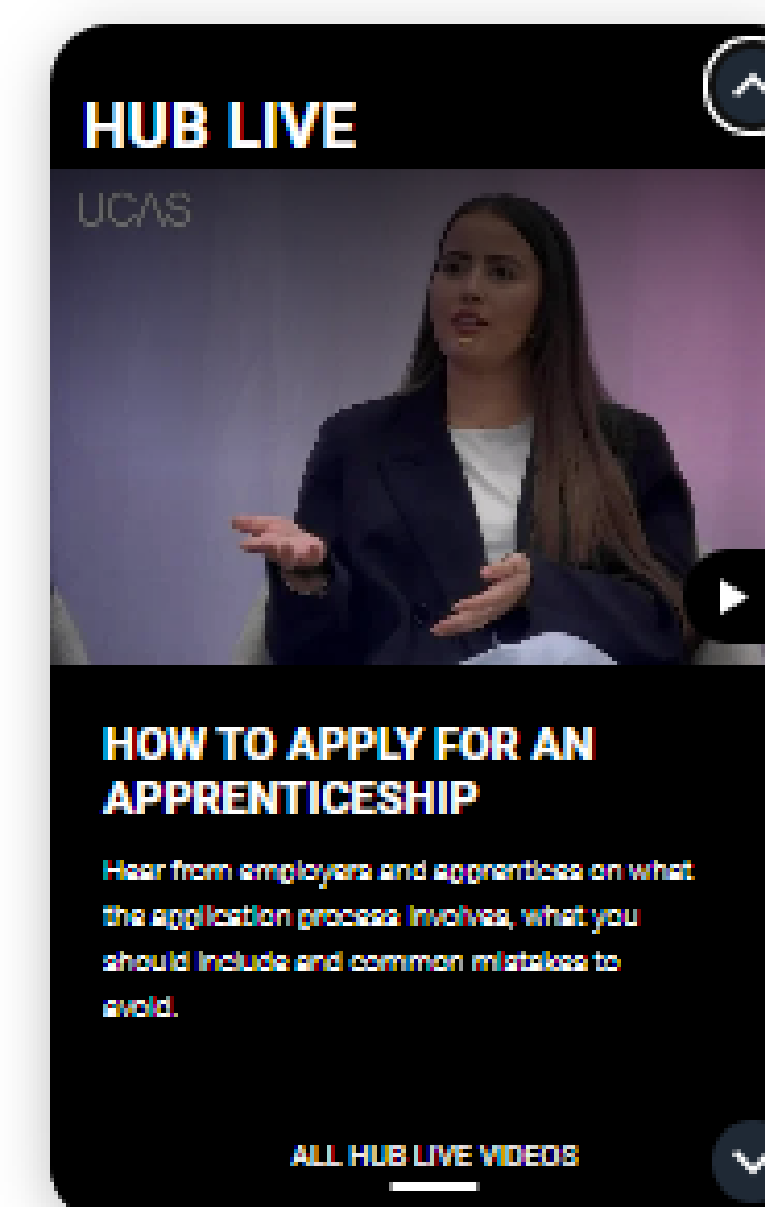 HUB LIVE
UCAS
HOW TO APPLY FOR AN
APPRENTICESHIP
Hear from employers and apprentices on what
the application process involves, what you
should include and common mistakes to
avoid.
ALL HUB LIVE VIDEOS